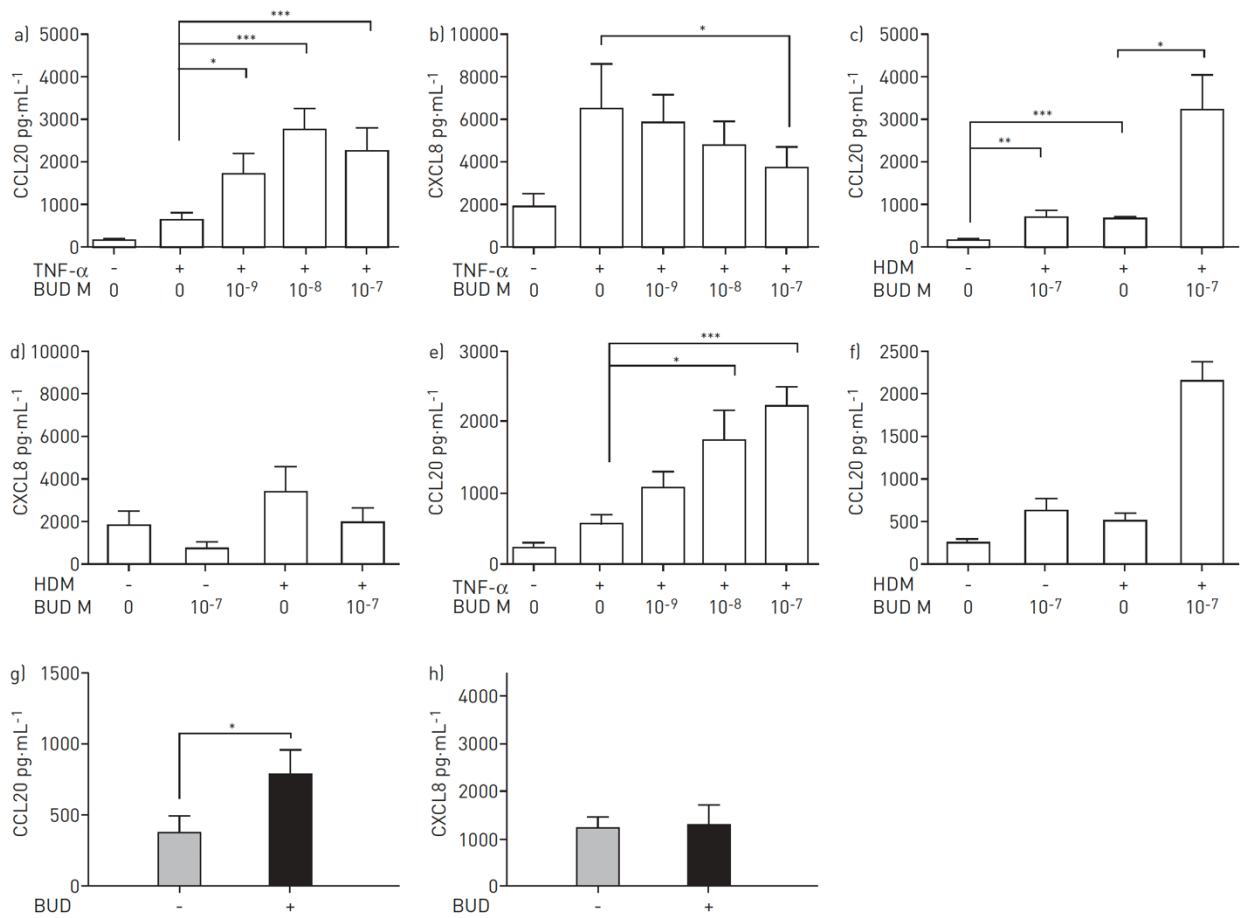 a)
CCL20 pg·mL⁻¹
5000
4000
3000
2000
1000
0
*
***
***
TNF-α - + + + +
BUD M 0 0 10⁻⁹ 10⁻⁸ 10⁻⁷
b)
CXCL8 pg·mL⁻¹
10000
8000
6000
4000
2000
0
*
TNF-α - + + + +
BUD M 0 0 10⁻⁹ 10⁻⁸ 10⁻⁷
c)
CCL20 pg·mL⁻¹
5000
4000
3000
2000
1000
0
**
***
*
HDM - + + +
BUD M 0 10⁻⁷ 0 10⁻⁷
d)
CXCL8 pg·mL⁻¹
10000
8000
6000
4000
2000
0
HDM - - + +
BUD M 0 10⁻⁷ 0 10⁻⁷
e)
CCL20 pg·mL⁻¹
3000
2000
1000
0
*
***
TNF-α - + + + +
BUD M 0 0 10⁻⁹ 10⁻⁸ 10⁻⁷
f)
CCL20 pg·mL⁻¹
2500
2000
1500
1000
500
0
HDM - - + +
BUD M 0 10⁻⁷ 0 10⁻⁷
g)
CCL20 pg·mL⁻¹
1500
1000
500
0
*
BUD - +
h)
CXCL8 pg·mL⁻¹
4000
3000
2000
1000
0
BUD - +